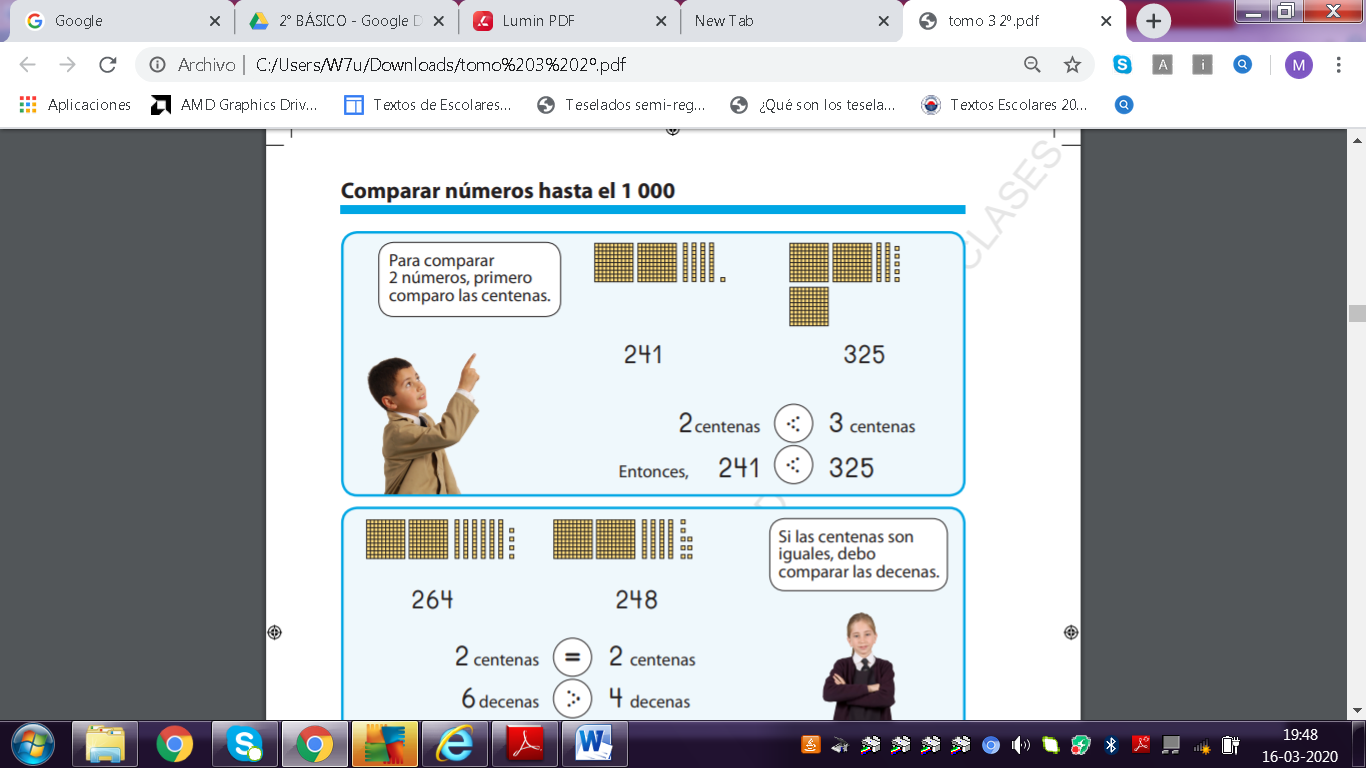 Google
2° BÁSICO - Google D
Lumin PDF
New Tab
tomo 3 2º.pdf
Archivo | C:/Users/W7u/Downloads/tomo%203%202º.pdf
A
i
M
Aplicaciones
AMD Graphics Driv...
Textos de Escolares...
Teselados semi-reg...
¿Qué son los tesela...
Textos Escolares 20...
CLASES
Comparar números hasta el 1 000
Para comparar
2 números, primero
comparo las centenas.
241
325
2 centenas < 3 centenas
Entonces, 241 < 325
Si las centenas son
iguales, debo
comparar las decenas.
264
248
2 centenas = 2 centenas
6 decenas > 4 decenas
19:48
16-03-2020